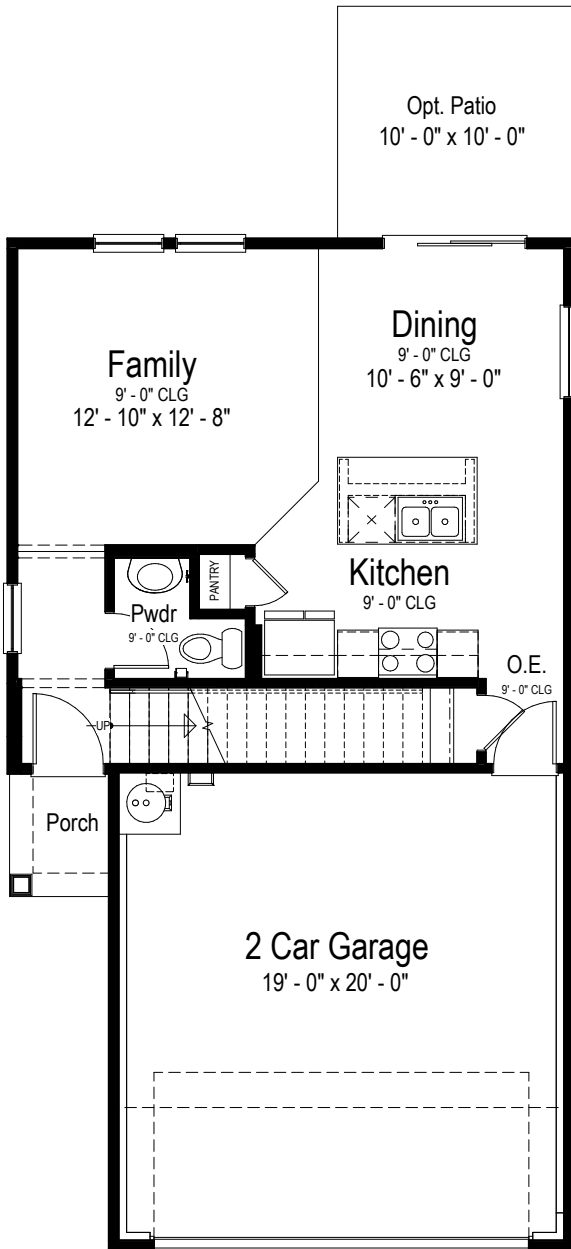 Opt. Patio
10' - 0" x 10' - 0"
Dining
9' - 0" CLG
10' - 6" x 9' - 0"
Family
9' - 0" CLG
12' - 10" x 12' - 8"
PANTRY
Kitchen
9' - 0" CLG
Pwdr
9' - 0" CLG
O.E.
9' - 0" CLG
UP
Porch
2 Car Garage
19' - 0" x 20' - 0"